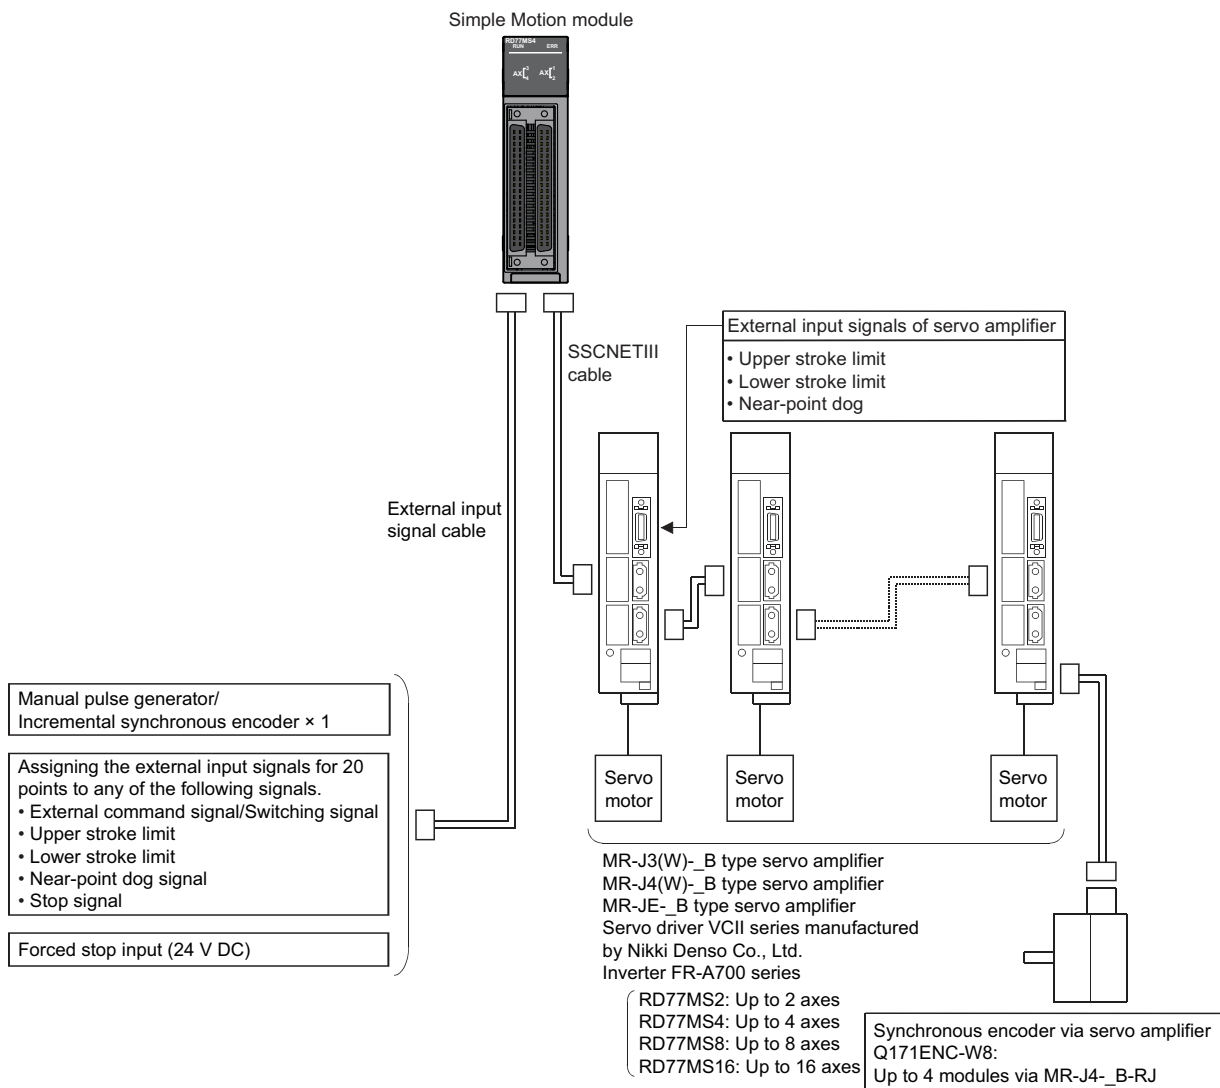 Simple Motion module
RD77MS4
RUN ERR
AX 3 4 AX 1 2
External input signals of servo amplifier
• Upper stroke limit
• Lower stroke limit
• Near-point dog
SSCNETIII
cable
External input
signal cable
Manual pulse generator/
Incremental synchronous encoder × 1
Assigning the external input signals for 20
points to any of the following signals.
• External command signal/Switching signal
• Upper stroke limit
• Lower stroke limit
• Near-point dog signal
• Stop signal
Forced stop input (24 V DC)
Servo
motor
Servo
motor
Servo
motor
MR-J3(W)-_B type servo amplifier
MR-J4(W)-_B type servo amplifier
MR-JE-_B type servo amplifier
Servo driver VCII series manufactured
by Nikki Denso Co., Ltd.
Inverter FR-A700 series
RD77MS2: Up to 2 axes
RD77MS4: Up to 4 axes
RD77MS8: Up to 8 axes
RD77MS16: Up to 16 axes
Synchronous encoder via servo amplifier
Q171ENC-W8:
Up to 4 modules via MR-J4-_B-RJ